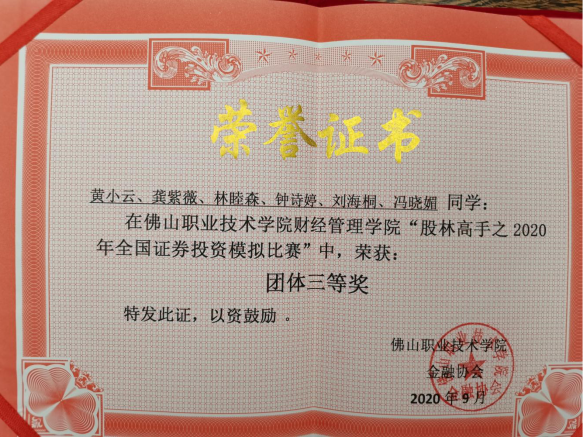 荣誉证书
黄小云、龚紫薇、林睦森、钟诗婷、刘海桐、冯晓媚 同学：
在佛山职业技术学院财经管理学院“股林高手之 2020
年全国证券投资模拟比赛”中，荣获：
团体三等奖
特发此证，以资鼓励 。
佛山职业技术学院
金融协会
2020 年 9 月